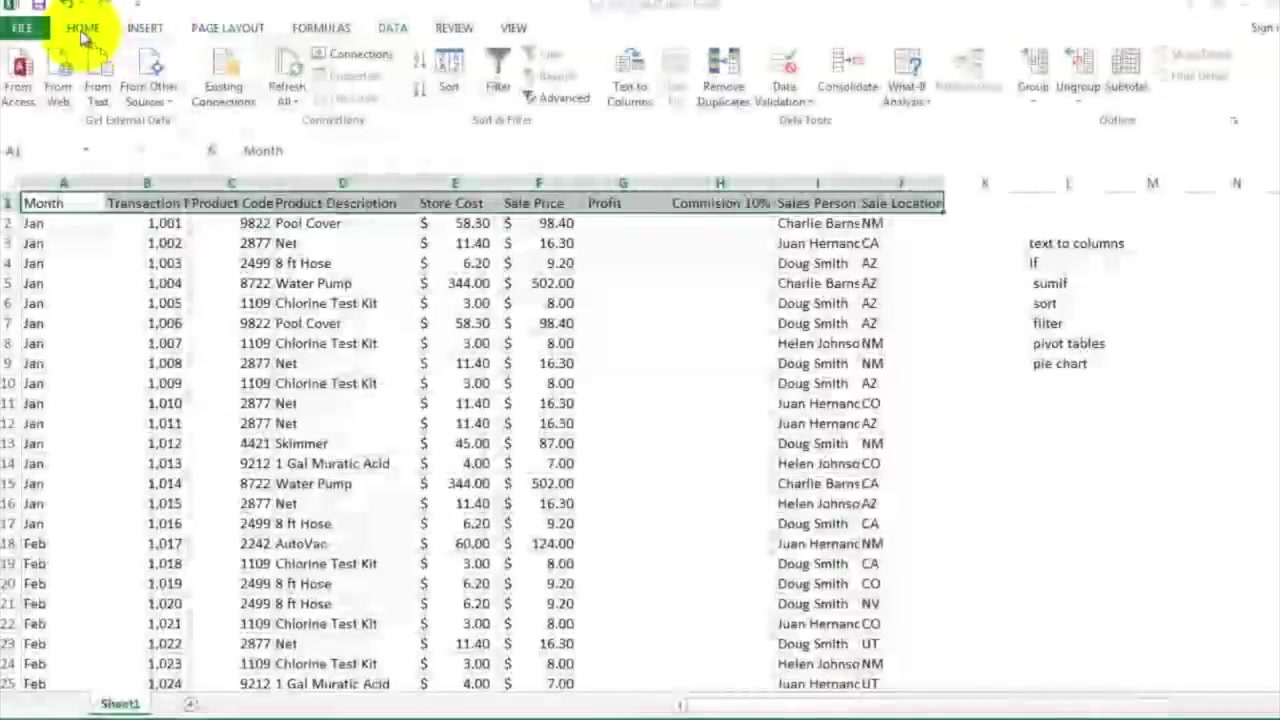 FILE HOME INSERT PAGE LAYOUT FORMULAS DATA REVIEW VIEW Sign
From Access From Web From Text From Other Sources Existing Connections Refresh All Connections Sort Filter Advanced Text to Columns Remove Duplicates Data Validation Consolidate What-If Analysis Group Ungroup Subtotal
Get External Data Connections Sort & Filter Data Tools Outline
A1 Month
A B C D E F G H I J K L M N
1 Month Transaction Product Code Product Description Store Cost Sale Price Profit Commision 10% Sales Person Sale Location
2 Jan 1,001 9822 Pool Cover $ 58.30 $ 98.40 Charlie Barns NM
3 Jan 1,002 2877 Net $ 11.40 $ 16.30 Juan Hernanc CA text to columns
4 Jan 1,003 2499 8 ft Hose $ 6.20 $ 9.20 Doug Smith AZ if
5 Jan 1,004 8722 Water Pump $ 344.00 $ 502.00 Charlie Barns AZ sumif
6 Jan 1,005 1109 Chlorine Test Kit $ 3.00 $ 8.00 Doug Smith AZ sort
7 Jan 1,006 9822 Pool Cover $ 58.30 $ 98.40 Doug Smith AZ filter
8 Jan 1,007 1109 Chlorine Test Kit $ 3.00 $ 8.00 Helen Johnso NM pivot tables
9 Jan 1,008 2877 Net $ 11.40 $ 16.30 Doug Smith NM pie chart
10 Jan 1,009 1109 Chlorine Test Kit $ 3.00 $ 8.00 Doug Smith AZ
11 Jan 1,010 2877 Net $ 11.40 $ 16.30 Juan Hernanc CO
12 Jan 1,011 2877 Net $ 11.40 $ 16.30 Juan Hernanc AZ
13 Jan 1,012 4421 Skimmer $ 45.00 $ 87.00 Doug Smith NM
14 Jan 1,013 9212 1 Gal Muratic Acid $ 4.00 $ 7.00 Helen Johnso CO
15 Jan 1,014 8722 Water Pump $ 344.00 $ 502.00 Charlie Barns CA
16 Jan 1,015 2877 Net $ 11.40 $ 16.30 Helen Johnso AZ
17 Jan 1,016 2499 8 ft Hose $ 6.20 $ 9.20 Doug Smith CA
18 Feb 1,017 2242 AutoVac $ 60.00 $ 124.00 Juan Hernanc NM
19 Feb 1,018 1109 Chlorine Test Kit $ 3.00 $ 8.00 Doug Smith CA
20 Feb 1,019 2499 8 ft Hose $ 6.20 $ 9.20 Doug Smith CO
21 Feb 1,020 2499 8 ft Hose $ 6.20 $ 9.20 Doug Smith NV
22 Feb 1,021 1109 Chlorine Test Kit $ 3.00 $ 8.00 Juan Hernanc CO
23 Feb 1,022 2877 Net $ 11.40 $ 16.30 Doug Smith UT
24 Feb 1,023 1109 Chlorine Test Kit $ 3.00 $ 8.00 Helen Johnso NM
25 Feb 1,024 9212 1 Gal Muratic Acid $ 4.00 $ 7.00 Juan Hernanc UT
Sheet1